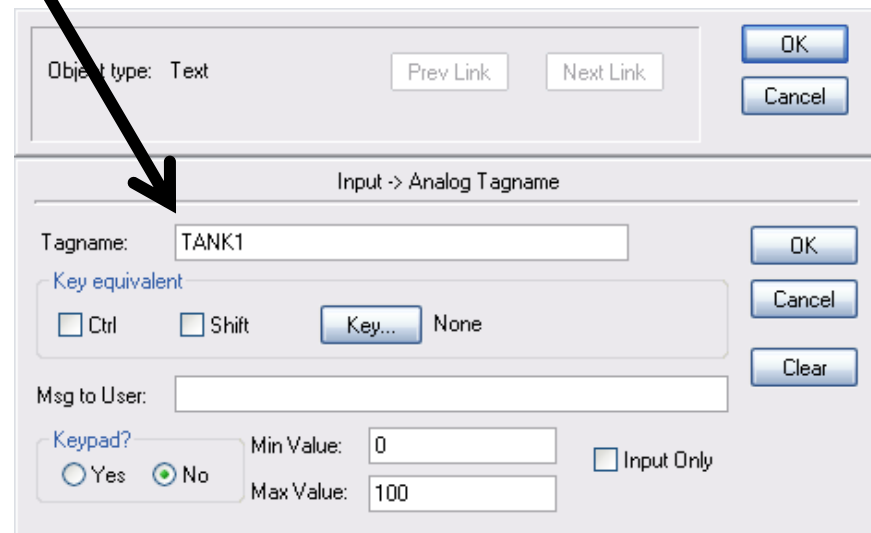 Object type: Text Prev Link Next Link OK
Cancel
Input -> Analog Tagname
Tagname: TANK1 OK
Key equivalent
Ctrl Shift Key... None Cancel
Clear
Msg to User:
Keypad? Min Value: 0
Yes No Input Only
Max Value: 100